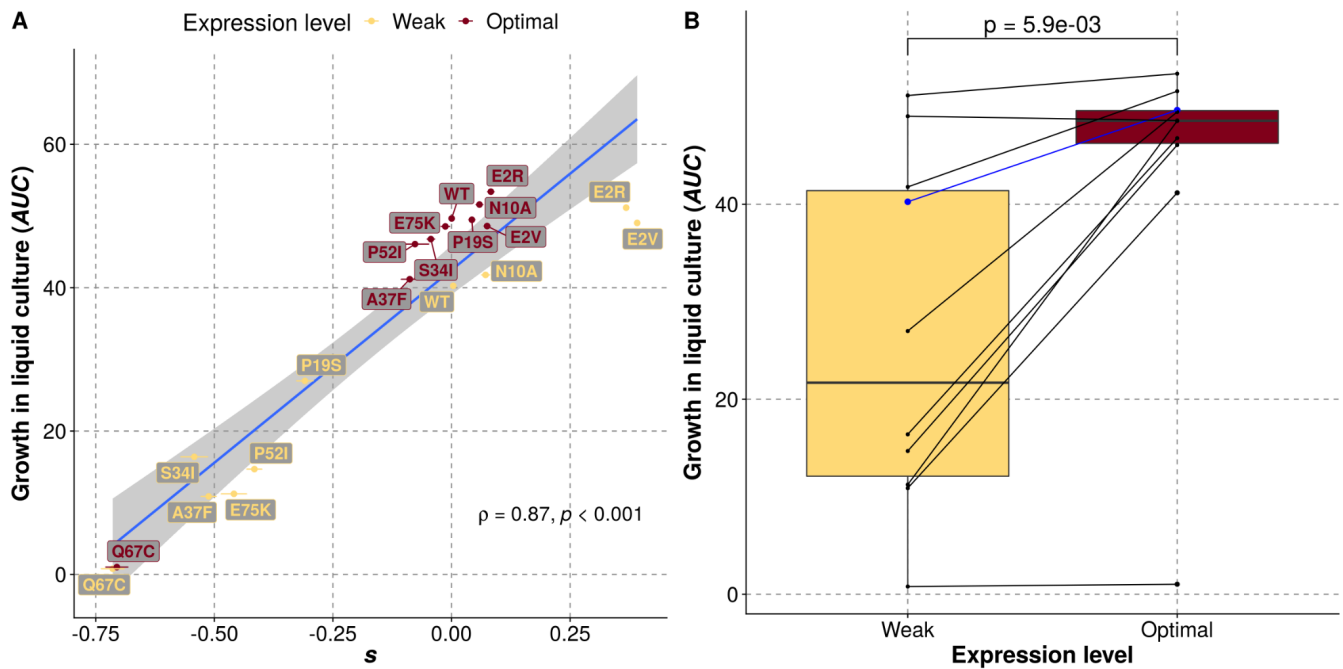 A
Expression level Weak Optimal
Growth in liquid culture (AUC)
60
40
20
0
E2R
WT
E2R
N10A
E75K
E2V
P19S
E2V
P52I
S34I
N10A
A37F
WT
P19S
P52I
S34I
A37F
E75K
ρ = 0.87, p < 0.001
Q67C
Q67C
-0.75 -0.50 -0.25 0.00 0.25
s
B
p = 5.9e-03
Growth in liquid culture (AUC)
40
20
0
Weak Optimal
Expression level